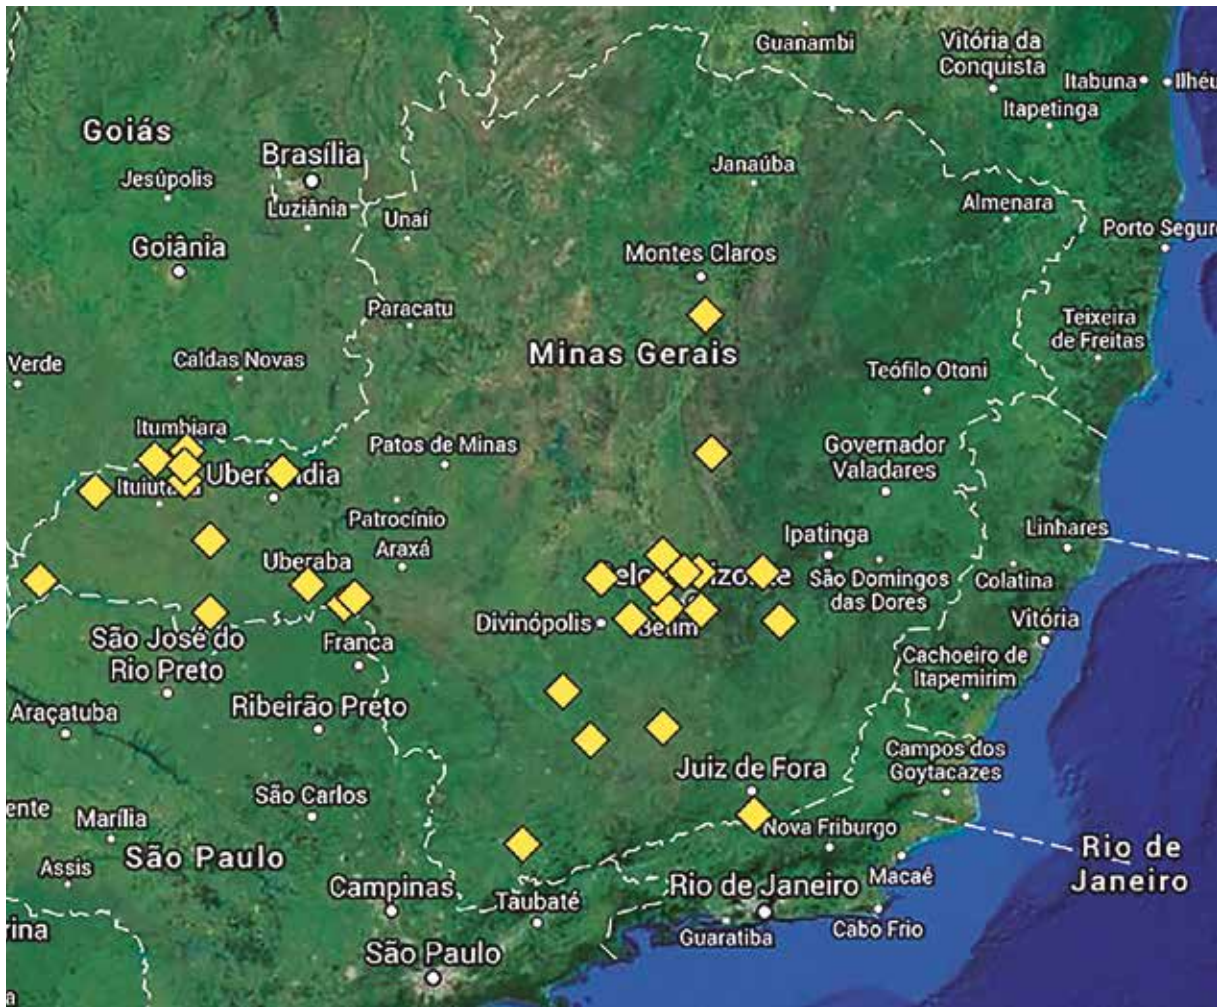 Guanambi
Vitória da
Conquista
Itabuna
Ilhéu
Itapetinga
Goiás
Brasília
Janaúba
Jesúpolis
Luziânia
Unaí
Almenara
Goiânia
Montes Claros
Porto Seguro
Paracatu
Teixeira
de Freitas
Minas Gerais
Verde
Caldas Novas
Teófilo Otoni
Itumbiara
Patos de Minas
Governador
Valadares
Patrocínio
Linhares
Ipatinga
Araxá
Uberaba
São Domingos
das Dores
Colatina
Divinópolis
Betim
Vitória
São José do
Rio Preto
Franca
Cachoeiro de
Itapemirim
Araçatuba
Ribeirão Preto
Campos dos
Goytacazes
Juiz de Fora
São Carlos
ente
Marília
Nova Friburgo
São Paulo
Rio de
Janeiro
Assis
Campinas
Taubaté
Rio de Janeiro
Macaé
rina
Guaratiba
Cabo Frio
São Paulo
a